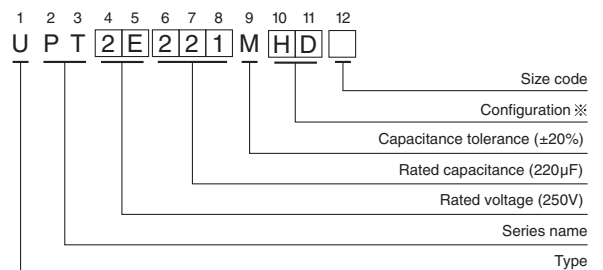 1 2 3 4 5 6 7 8 9 10 11 12
U P T 2 E 2 2 1 M H D
Size code
Configuration ※
Capacitance tolerance (±20%)
Rated capacitance (220µF)
Rated voltage (250V)
Series name
Type